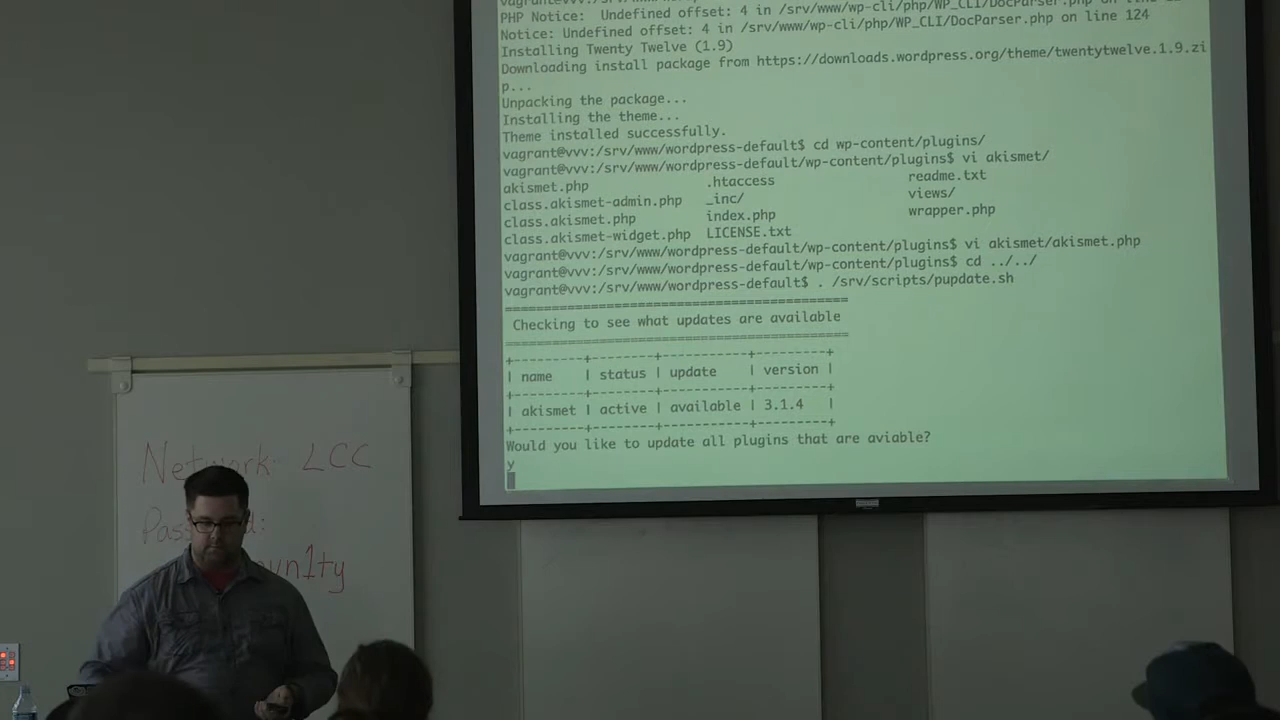 PHP Notice:  Undefined offset: 4 in /srv/www/wp-cli/php/WP_CLI/DocParser.php on line
Notice: Undefined offset: 4 in /srv/www/wp-cli/php/WP_CLI/DocParser.php on line 124
Installing Twenty Twelve (1.9)
Downloading install package from https://downloads.wordpress.org/theme/twentytwelve.1.9.zi
p...
Unpacking the package...
Installing the theme...
Theme installed successfully.
vagrant@vvv:/srv/www/wordpress-default$ cd wp-content/plugins/
vagrant@vvv:/srv/www/wordpress-default/wp-content/plugins$ vi akismet/
akismet.php .htaccess readme.txt
class.akismet-admin.php _inc/ views/
class.akismet.php index.php wrapper.php
class.akismet-widget.php LICENSE.txt
vagrant@vvv:/srv/www/wordpress-default/wp-content/plugins$ vi akismet/akismet.php
vagrant@vvv:/srv/www/wordpress-default/wp-content/plugins$ cd ../../
vagrant@vvv:/srv/www/wordpress-default$ . /srv/scripts/pupdate.sh
Checking to see what updates are available
| name | status | update | version |
| akismet | active | available | 3.1.4 |
Would you like to update all plugins that are aviable?
y
Network: LCC